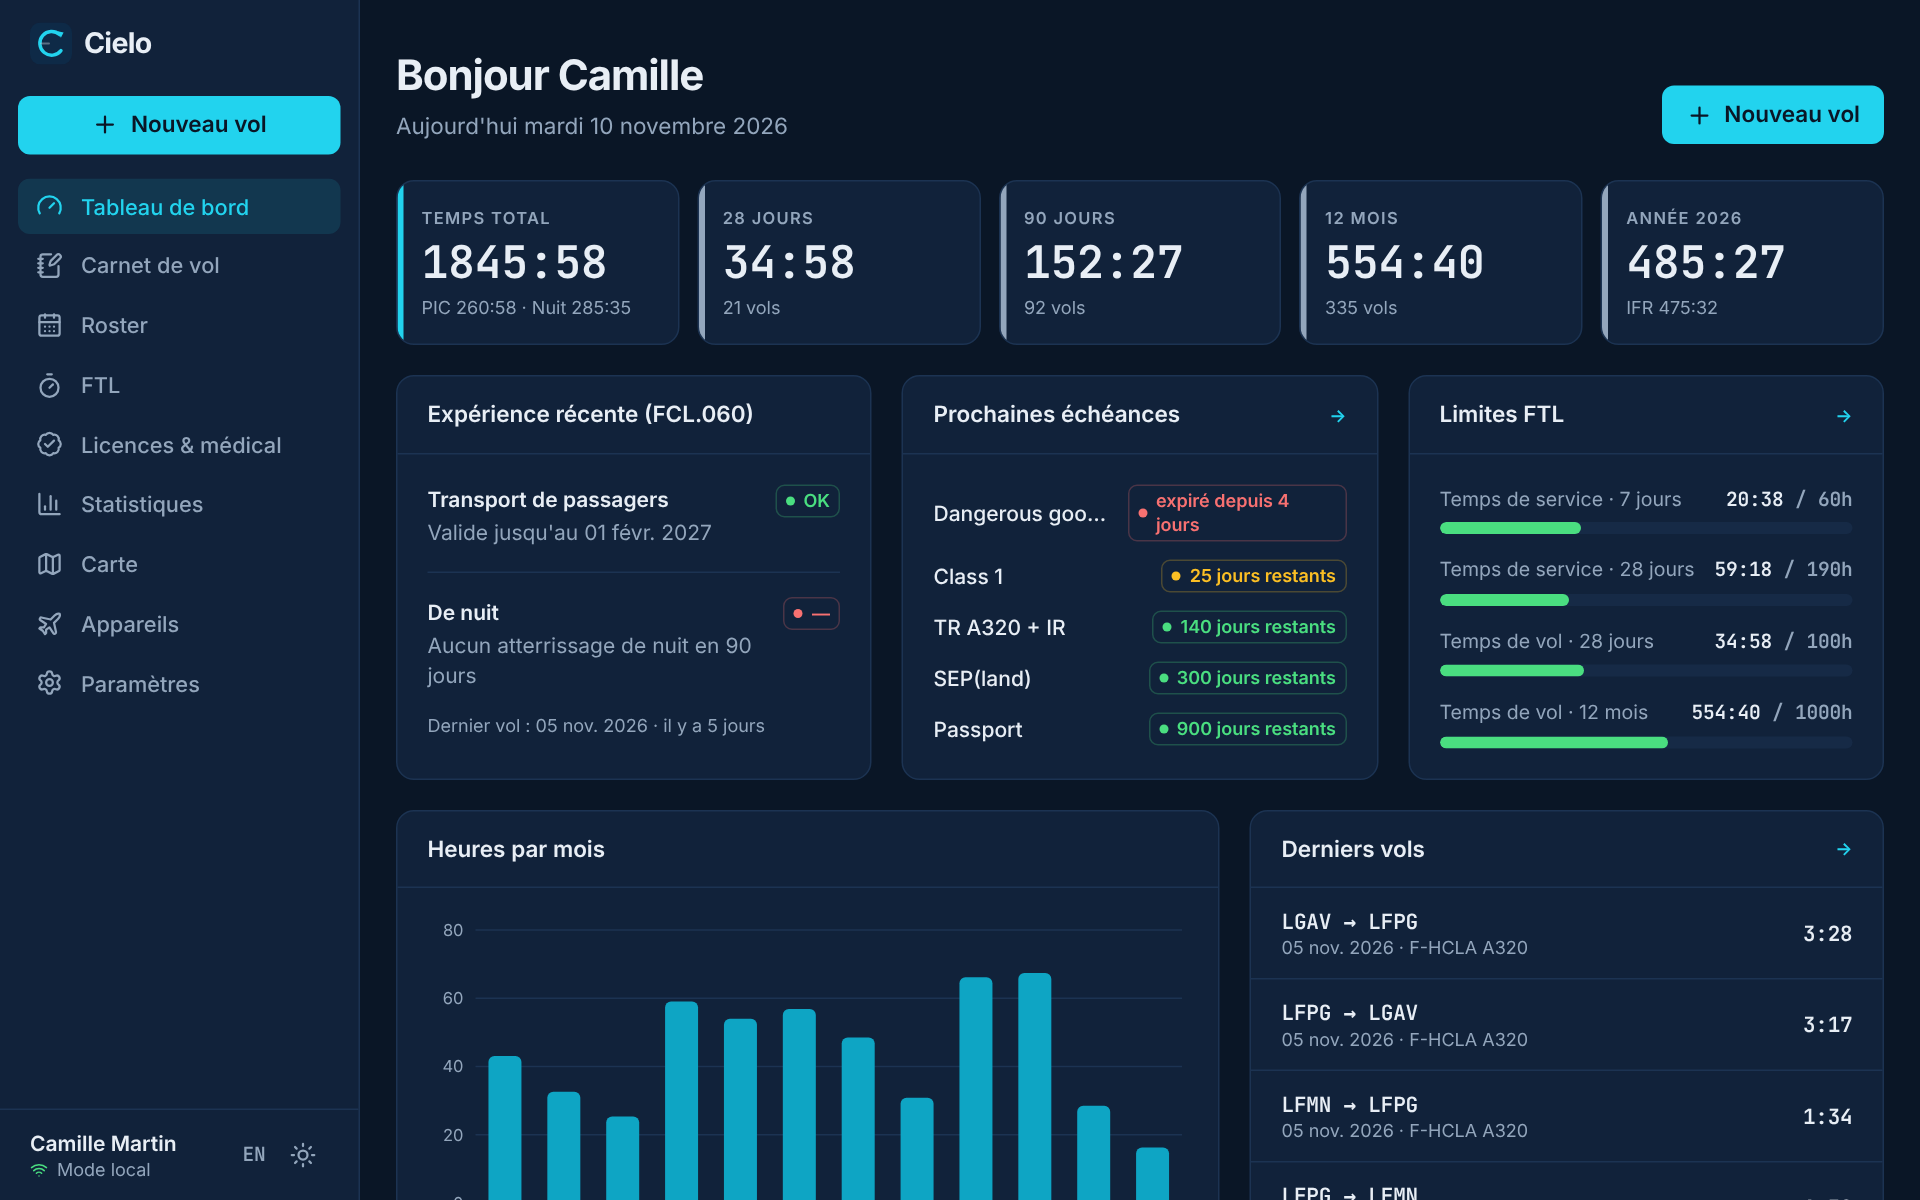 Cielo
Nouveau vol
Tableau de bord
Carnet de vol
Roster
FTL
Licences & médical
Statistiques
Carte
Appareils
Paramètres
Camille Martin
Mode local
EN
Bonjour Camille
Aujourd'hui mardi 10 novembre 2026
Nouveau vol
TEMPS TOTAL
1845:58
PIC 260:58 · Nuit 285:35
28 JOURS
34:58
21 vols
90 JOURS
152:27
92 vols
12 MOIS
554:40
335 vols
ANNÉE 2026
485:27
IFR 475:32
Expérience récente (FCL.060)
Transport de passagers
OK
Valide jusqu'au 01 févr. 2027
De nuit
—
Aucun atterrissage de nuit en 90
jours
Dernier vol : 05 nov. 2026 · il y a 5 jours
Prochaines échéances →
Dangerous goo...
expiré depuis 4
jours
Class 1
25 jours restants
TR A320 + IR
140 jours restants
SEP(land)
300 jours restants
Passport
900 jours restants
Limites FTL →
Temps de service · 7 jours 20:38 / 60h
Temps de service · 28 jours 59:18 / 190h
Temps de vol · 28 jours 34:58 / 100h
Temps de vol · 12 mois 554:40 / 1000h
Heures par mois
80
60
40
20
Derniers vols →
LGAV → LFPG
05 nov. 2026 · F-HCLA A320
3:28
LFPG → LGAV
05 nov. 2026 · F-HCLA A320
3:17
LFMN → LFPG
05 nov. 2026 · F-HCLA A320
1:34
LFPG → LFMN